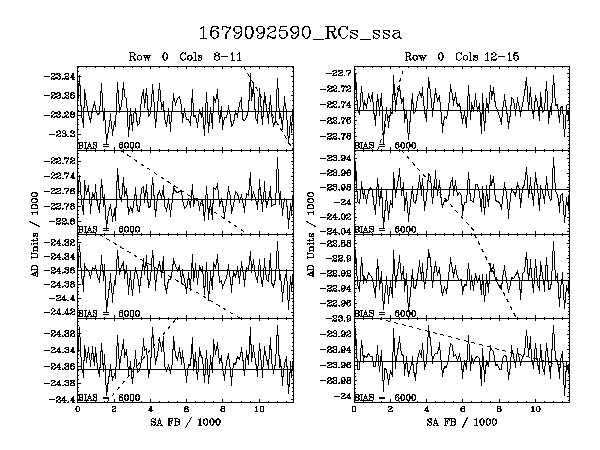 1679092590_RCs_ssa
Row 0 Cols 8-11
Row 0 Cols 12-15
-23.24
-23.26
-23.28
-23.3
BIAS = 6000
-22.72
-22.74
-22.76
-22.78
-22.8
BIAS = 6000
-24.32
-24.34
-24.36
-24.38
-24.4
-24.42
BIAS = 6000
-24.32
-24.34
-24.36
-24.38
-24.4
BIAS = 6000
AD Units / 1000
0 2 4 6 8 10
SA FB / 1000
-22.7
-22.72
-22.74
-22.76
-22.78
BIAS = 6000
-23.94
-23.96
-23.98
-24
-24.02
-24.04
BIAS = 6000
-22.88
-22.9
-22.92
-22.94
-22.96
BIAS = 6000
-23.9
-23.92
-23.94
-23.96
-23.98
-24
BIAS = 6000
AD Units / 1000
0 2 4 6 8 10
SA FB / 1000